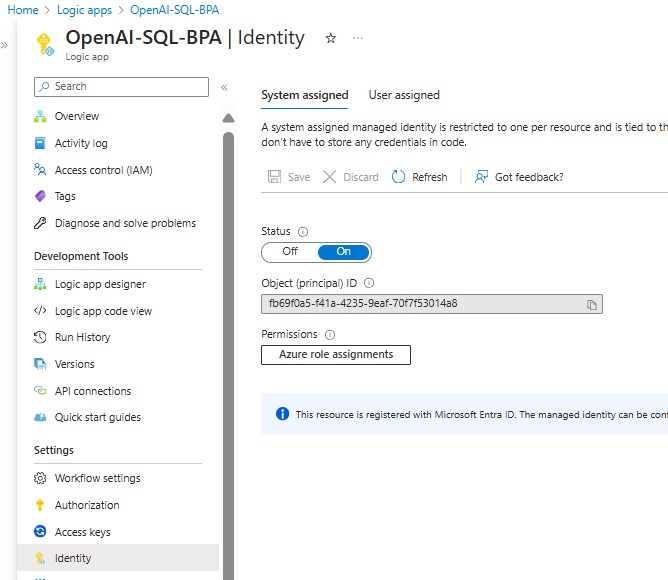 Home > Logic apps > OpenAI-SQL-BPA
OpenAI-SQL-BPA | Identity
Logic app
Search
Overview
Activity log
Access control (IAM)
Tags
Diagnose and solve problems
Development Tools
Logic app designer
Logic app code view
Run History
Versions
API connections
Quick start guides
Settings
Workflow settings
Authorization
Access keys
Identity
System assigned User assigned
A system assigned managed identity is restricted to one per resource and is tied to th
don't have to store any credentials in code.
Save Discard Refresh Got feedback?
Status
Off On
Object (principal) ID
fb69f0a5-f41a-4235-9eaf-70f7f53014a8
Permissions
Azure role assignments
This resource is registered with Microsoft Entra ID. The managed identity can be con